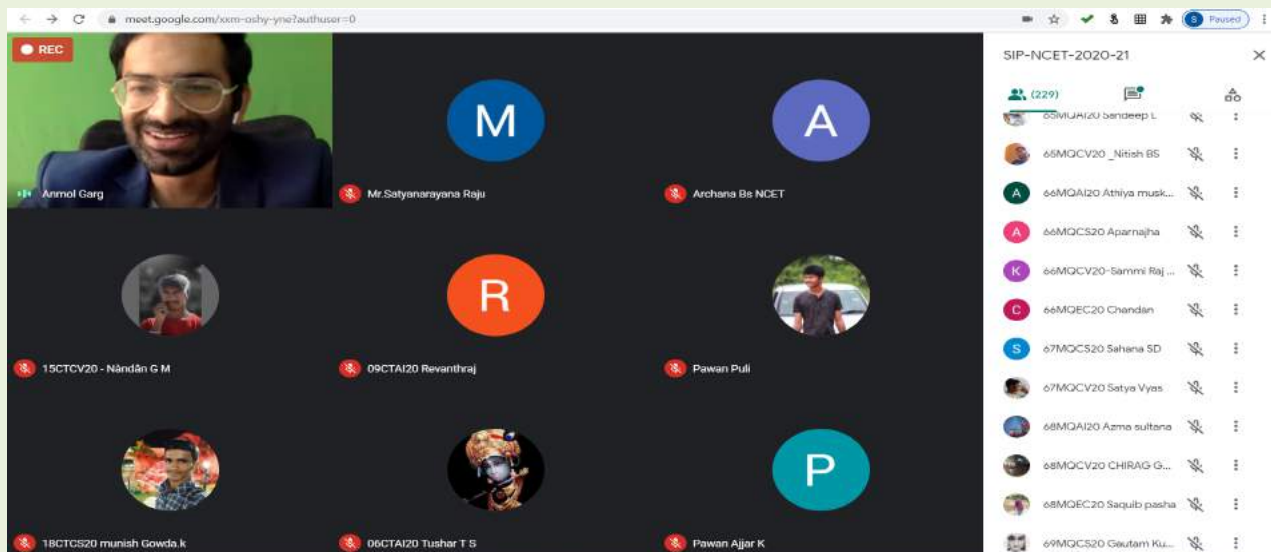 meet.google.com/xxm-oshy-yne?authuser=0
S Paused
REC
Anmol Garg
M
Mr.Satyanarayana Raju
A
Archana Bs NCET
15CTCV20 - Nàndân G M
R
09CTAI20 Revanthraj
Pawan Puli
18CTCS20 munish Gowda.k
06CTAI20 Tushar T S
P
Pawan Ajjar K
SIP-NCET-2020-21
(229)
65MQAI20 Sandeep L
65MQCV20 _Nitish BS
A 66MQAI20 Athiya musk...
A 66MQCS20 Aparnajha
K 66MQCV20-Sammi Raj ...
C 66MQEC20 Chandan
S 67MQCS20 Sahana SD
67MQCV20 Satya Vyas
68MQAI20 Azma sultana
68MQCV20 CHIRAG G...
68MQEC20 Saquib pasha
69MQCS20 Gautam Ku...